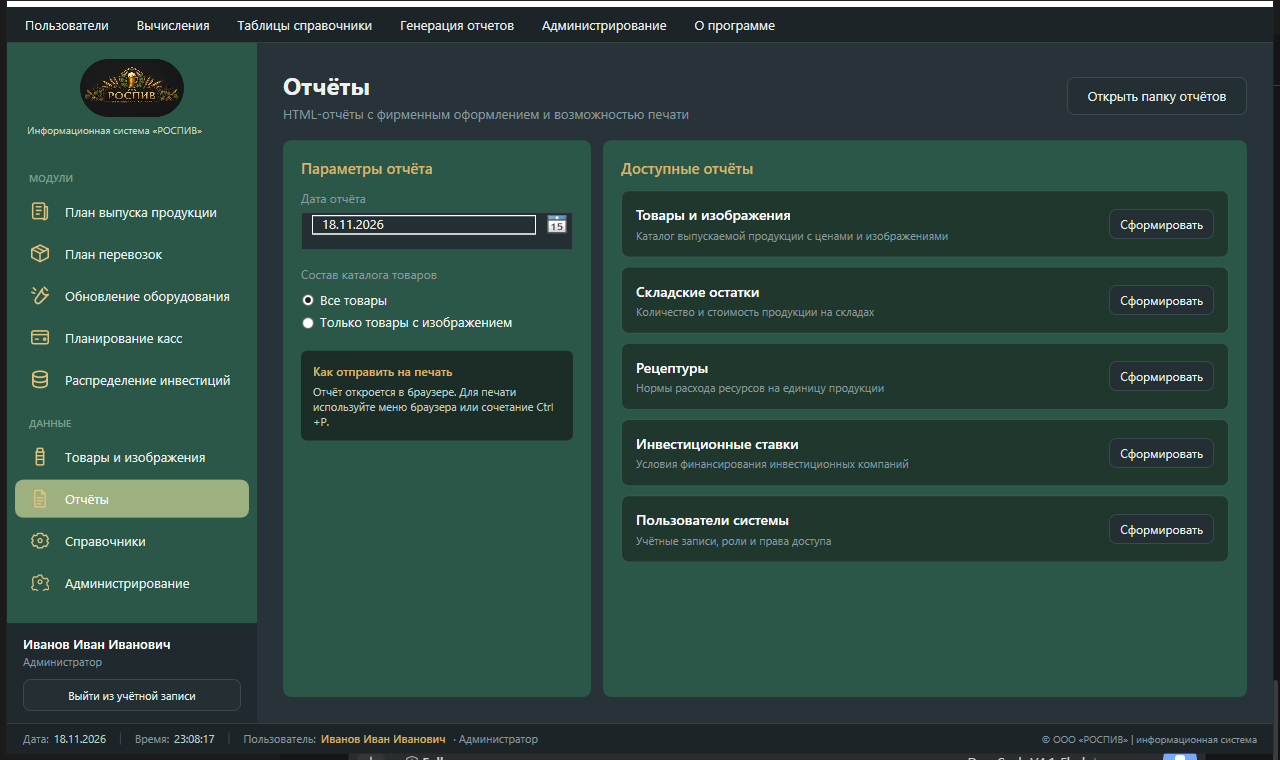 Пользователи
Вычисления
Таблицы справочники
Генерация отчетов
Администрирование
О программе
РОСПИВ
Информационная система «РОСПИВ»
МОДУЛИ
План выпуска продукции
План перевозок
Обновление оборудования
Планирование касс
Распределение инвестиций
ДАННЫЕ
Товары и изображения
Отчёты
Справочники
Администрирование
Иванов Иван Иванович
Администратор
Выйти из учётной записи
Отчёты
HTML-отчёты с фирменным оформлением и возможностью печати
Открыть папку отчётов
Параметры отчёта
Дата отчёта
18.11.2026
15
Состав каталога товаров
Все товары
Только товары с изображением
Как отправить на печать
Отчёт откроется в браузере. Для печати
используйте меню браузера или сочетание Ctrl
+P.
Доступные отчёты
Товары и изображения
Каталог выпускаемой продукции с ценами и изображениями
Сформировать
Складские остатки
Количество и стоимость продукции на складах
Сформировать
Рецептуры
Нормы расхода ресурсов на единицу продукции
Сформировать
Инвестиционные ставки
Условия финансирования инвестиционных компаний
Сформировать
Пользователи системы
Учётные записи, роли и права доступа
Сформировать
Дата: 18.11.2026
Время: 23:08:17
Пользователь: Иванов Иван Иванович · Администратор
© ООО «РОСПИВ» | информационная система